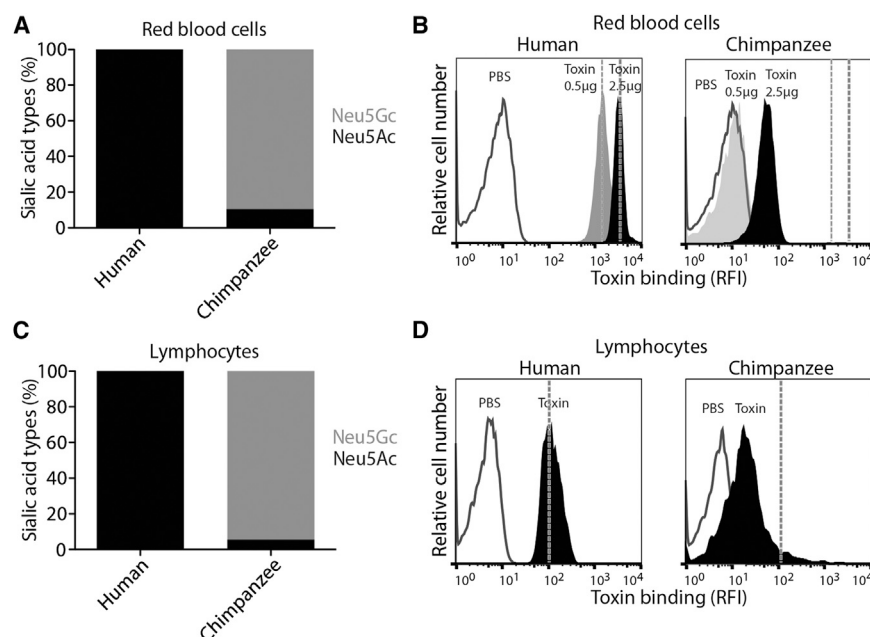 A
Red blood cells
Sialic acid types (%)
100
80
60
40
20
0
Neu5Gc
Neu5Ac
Human
Chimpanzee
B
Red blood cells
Human
Chimpanzee
Relative cell number
PBS
Toxin
0.5µg
Toxin
2.5µg
10⁰ 10¹ 10² 10³ 10⁴
PBS
Toxin
0.5µg
Toxin
2.5µg
10⁰ 10¹ 10² 10³ 10⁴
Toxin binding (RFI)
C
Lymphocytes
Sialic acid types (%)
100
80
60
40
20
0
Neu5Gc
Neu5Ac
Human
Chimpanzee
D
Lymphocytes
Human
Chimpanzee
Relative cell number
PBS
Toxin
10⁰ 10¹ 10² 10³ 10⁴
PBS
Toxin
10⁰ 10¹ 10² 10³ 10⁴
Toxin binding (RFI)